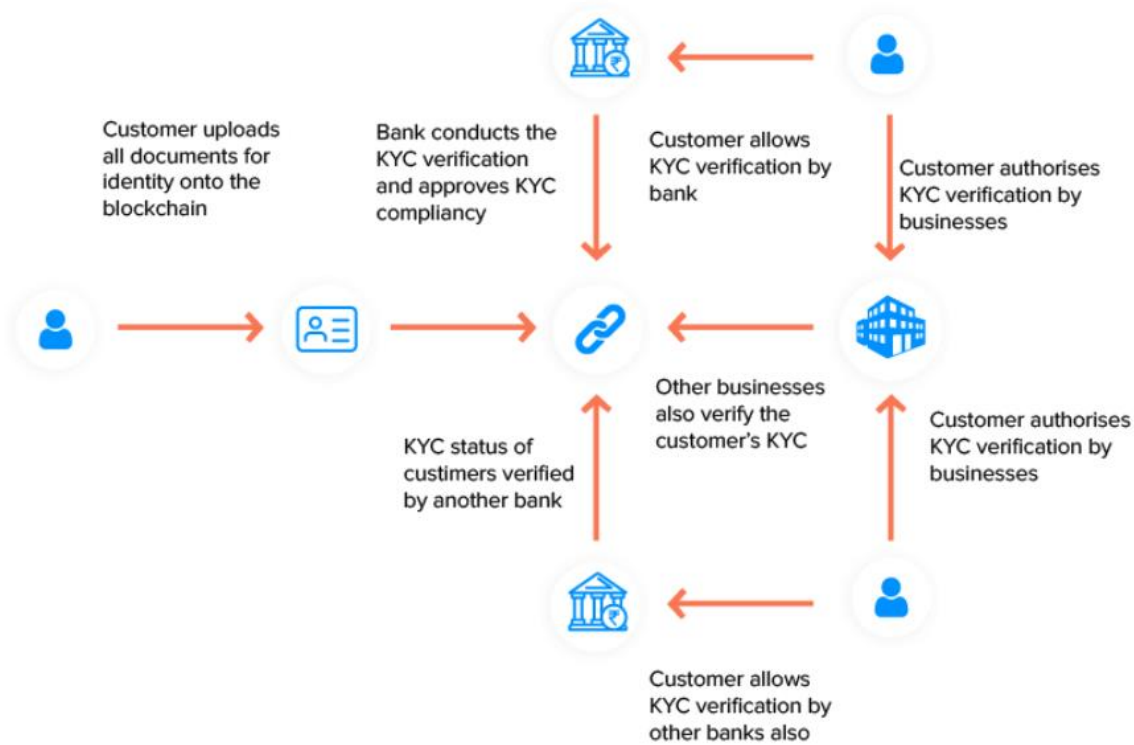 Customer uploads
all documents for
identity onto the
blockchain
Bank conducts the
KYC verification
and approves KYC
compliancy
₹
Customer allows
KYC verification by
bank
Customer authorises
KYC verification by
businesses
KYC status of
custimers verified
by another bank
Other businesses
also verify the
customer's KYC
Customer authorises
KYC verification by
businesses
₹
Customer allows
KYC verification by
other banks also